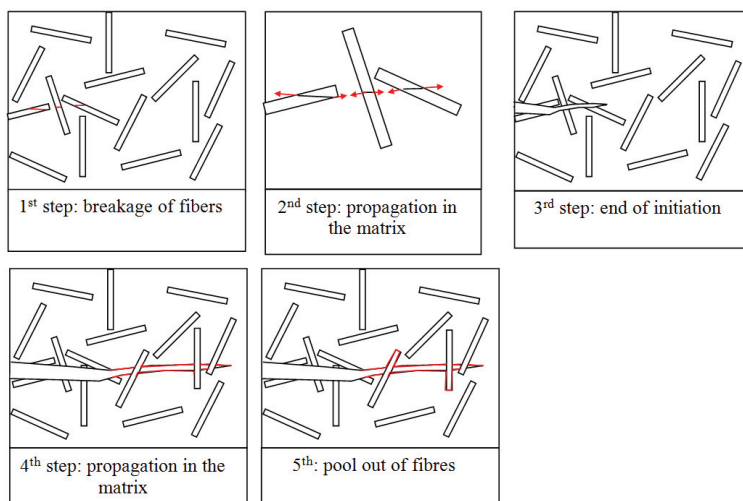 1st step: breakage of fibers
2nd step: propagation in
the matrix
3rd step: end of initiation
4th step: propagation in the
matrix
5th: pool out of fibres